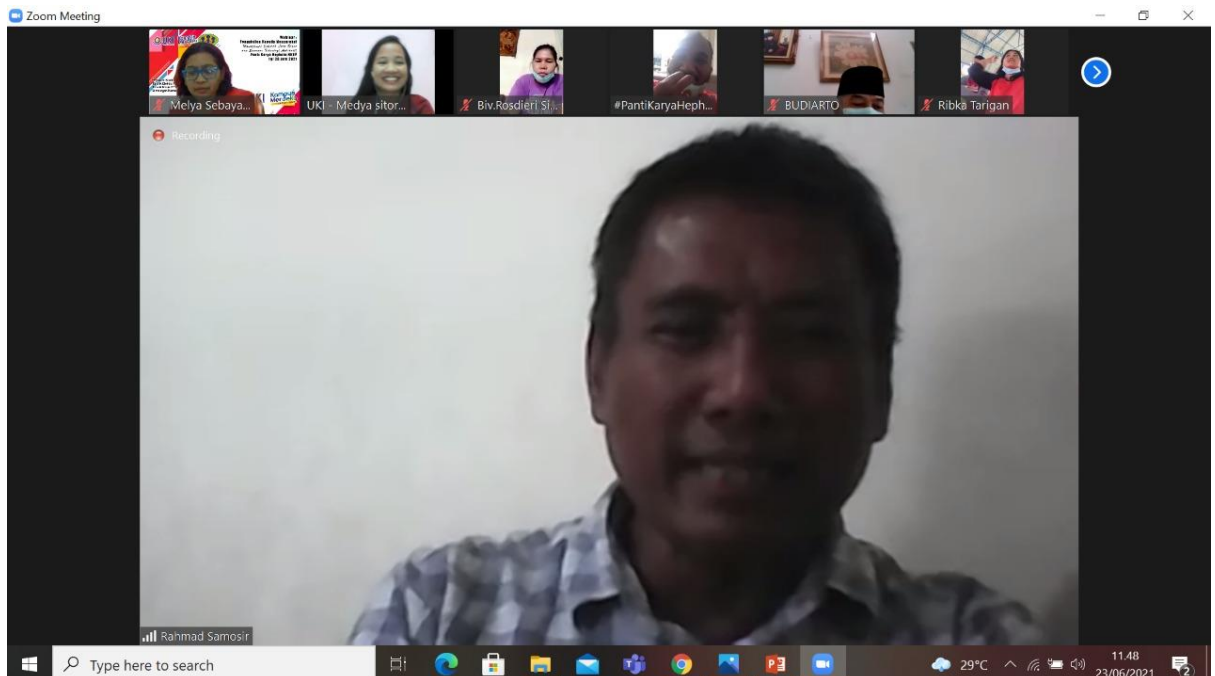 Zoom Meeting
Melya Sebaya...
UKI - Medya sitor...
Biv.Rosdieri Si...
#PantiKaryaHeph...
BUDIARTO
Ribka Tarigan
Recording
Rahmad Samosir
Type here to search
29°C
11.48
23/06/2021
2